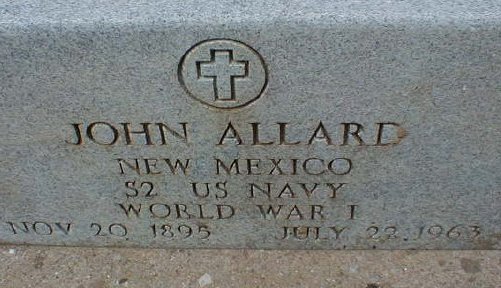 JOHN ALLARD
NEW MEXICO
S2 US NAVY
WORLD WAR I
NOV 20 1895 JULY 22 1963